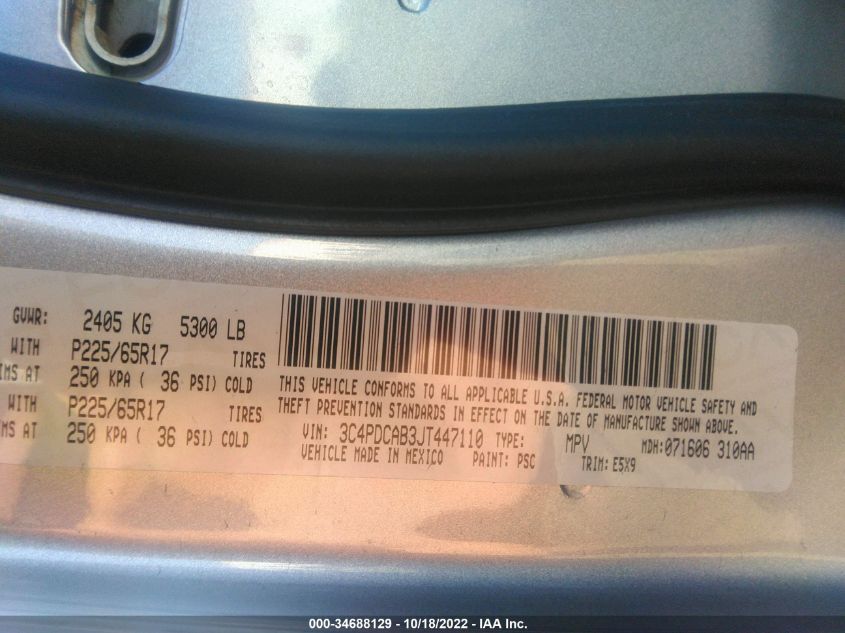 GVWR: 2405 KG 5300 LB
WITH P225/65R17 TIRES
IMS AT 250 KPA ( 36 PSI) COLD
WITH P225/65R17 TIRES
IMS AT 250 KPA ( 36 PSI) COLD
THIS VEHICLE CONFORMS TO ALL APPLICABLE U.S.A. FEDERAL MOTOR VEHICLE SAFETY AND
THEFT PREVENTION STANDARDS IN EFFECT ON THE DATE OF MANUFACTURE SHOWN ABOVE.
VIN: 3C4PDCAB3JT447110 TYPE: MPV MDH:071606 310AA
VEHICLE MADE IN MEXICO PAINT: PSC TRIM: E5X9
000-34688129 - 10/18/2022 - IAA Inc.